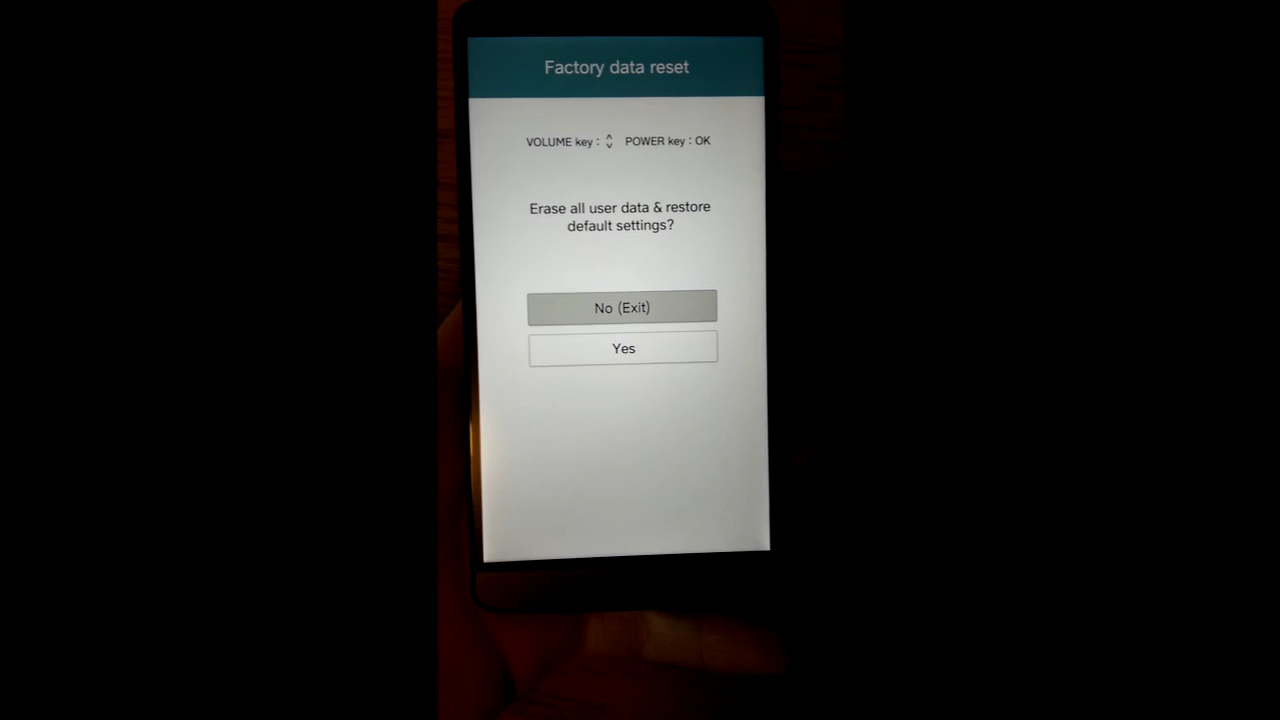 Factory data reset
VOLUME key : POWER key : OK
Erase all user data & restore
default settings?
No (Exit)
Yes